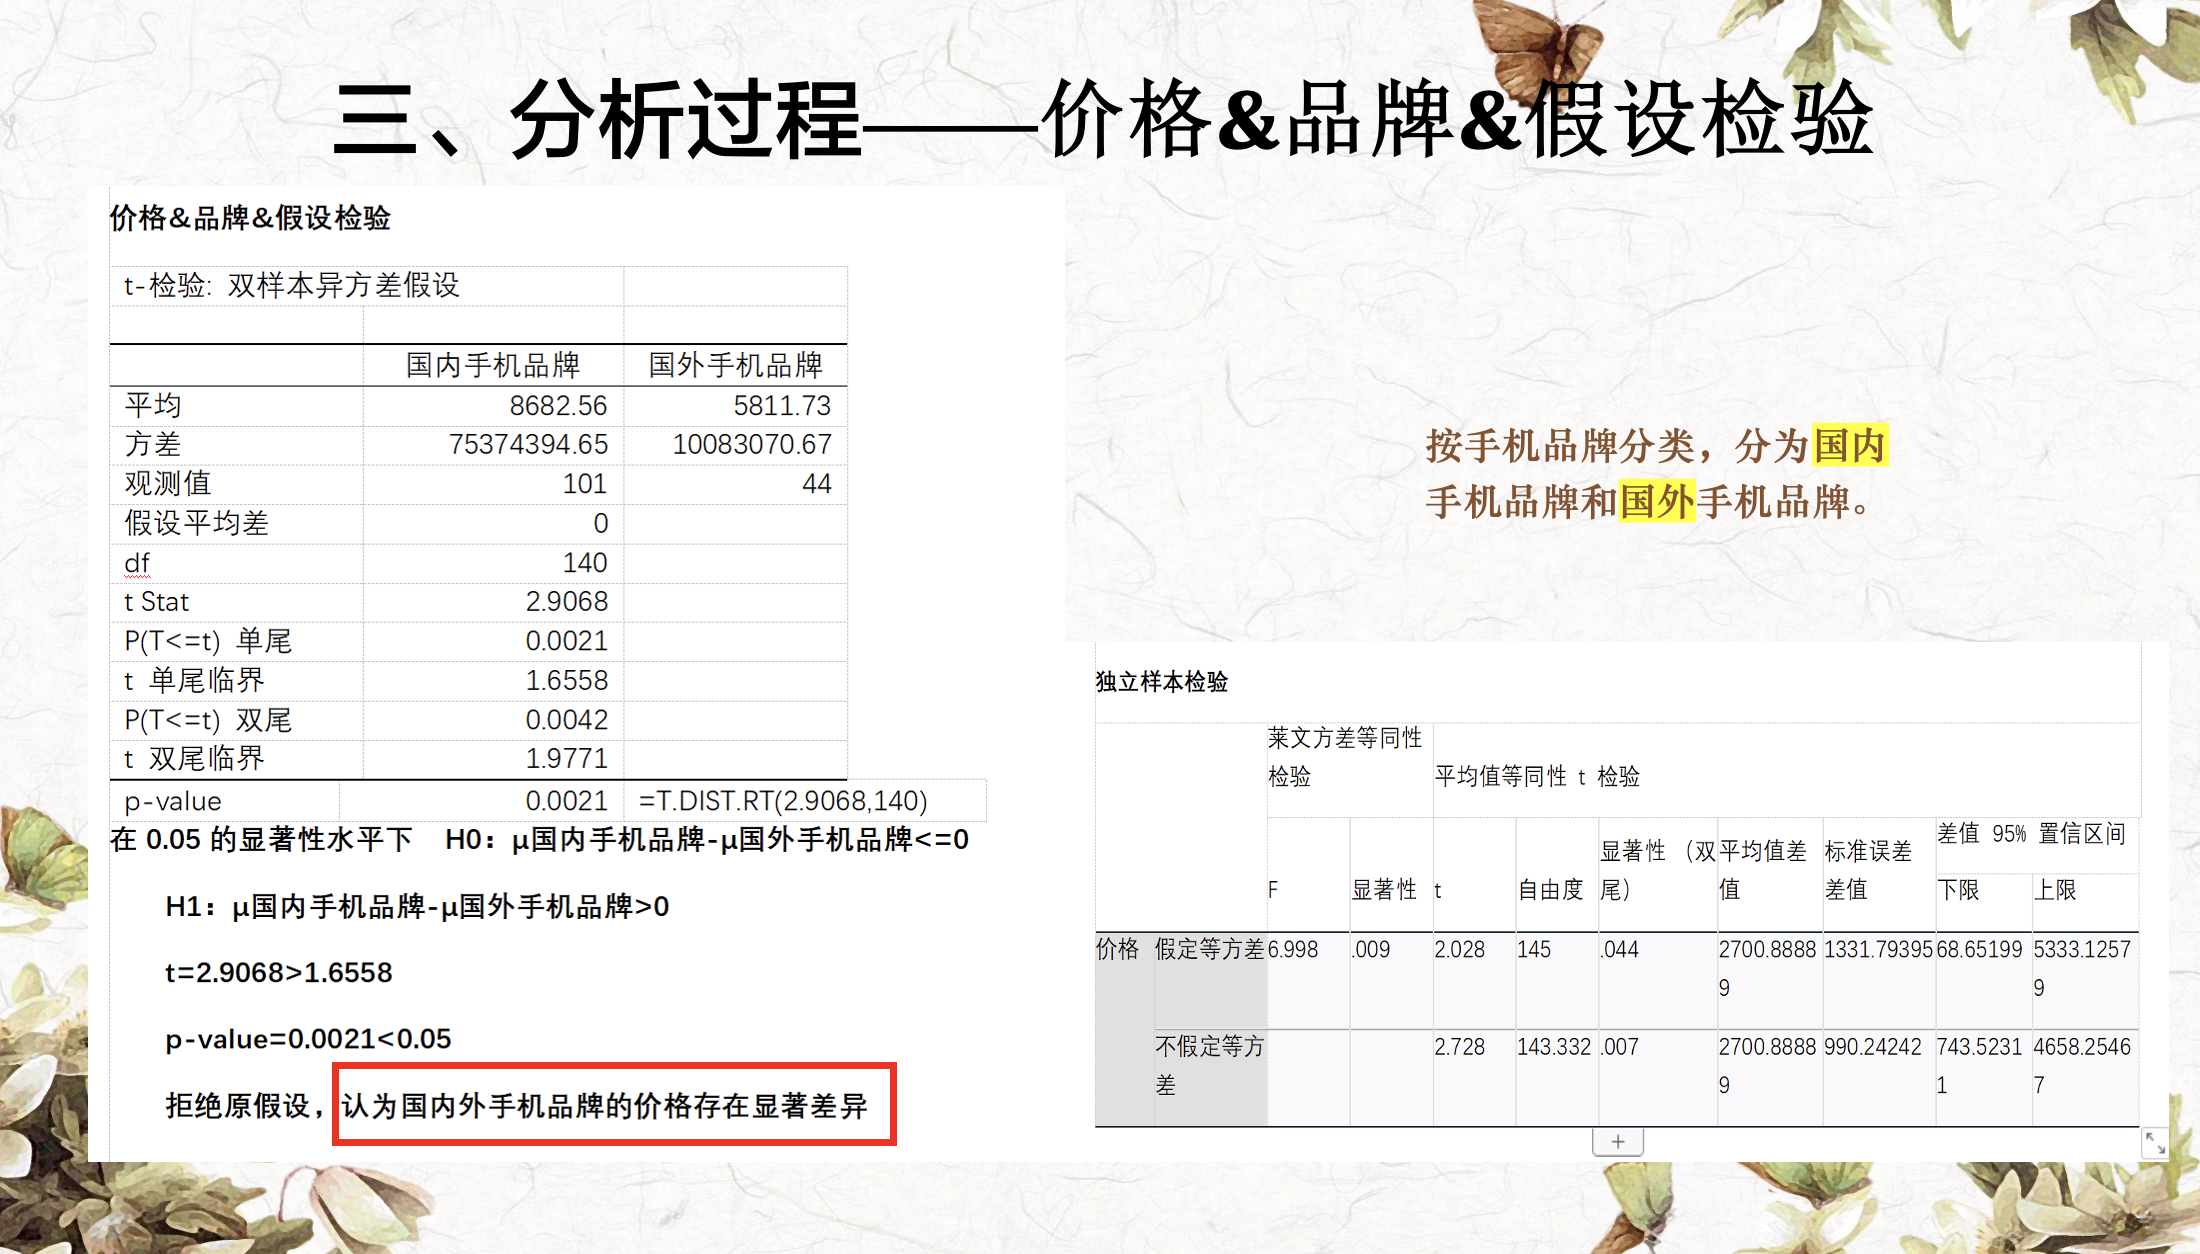 三、分析过程——价格&品牌&假设检验
价格&品牌&假设检验
t-检验: 双样本异方差假设
国内手机品牌 国外手机品牌
平均 8682.56 5811.73
方差 75374394.65 10083070.67
观测值 101 44
假设平均差 0
df 140
t Stat 2.9068
P(T<=t) 单尾 0.0021
t 单尾临界 1.6558
P(T<=t) 双尾 0.0042
t 双尾临界 1.9771
p-value 0.0021 =T.DIST.RT(2.9068,140)
在 0.05 的显著性水平下 H0：μ国内手机品牌-μ国外手机品牌<=0
H1：μ国内手机品牌-μ国外手机品牌>0
t=2.9068>1.6558
p-value=0.0021<0.05
拒绝原假设，认为国内外手机品牌的价格存在显著差异
按手机品牌分类，分为国内
手机品牌和国外手机品牌。
独立样本检验
莱文方差等同性
检验 平均值等同性 t 检验
差值 95% 置信区间
显著性 （双 平均值差 标准误差
F 显著性 t 自由度 尾） 值 差值 下限 上限
价格 假定等方差 6.998 .009 2.028 145 .044 2700.8888 1331.79395 68.65199 5333.1257
9 9
不假定等方 2.728 143.332 .007 2700.8888 990.24242 743.5231 4658.2546
差 9 1 7